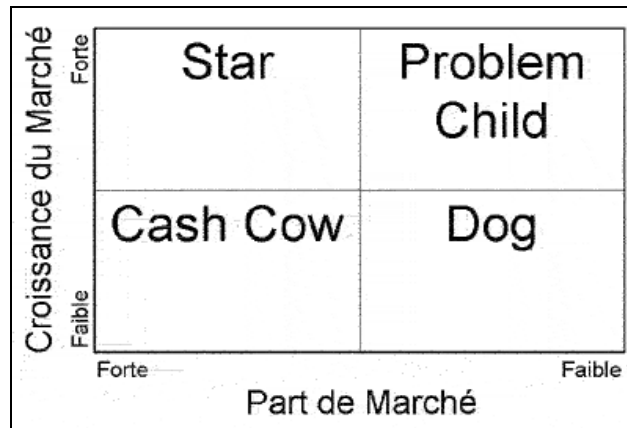 Croissance du Marché
Forte
Faible
Star
Problem
Child
Cash Cow
Dog
Forte
Faible
Part de Marché